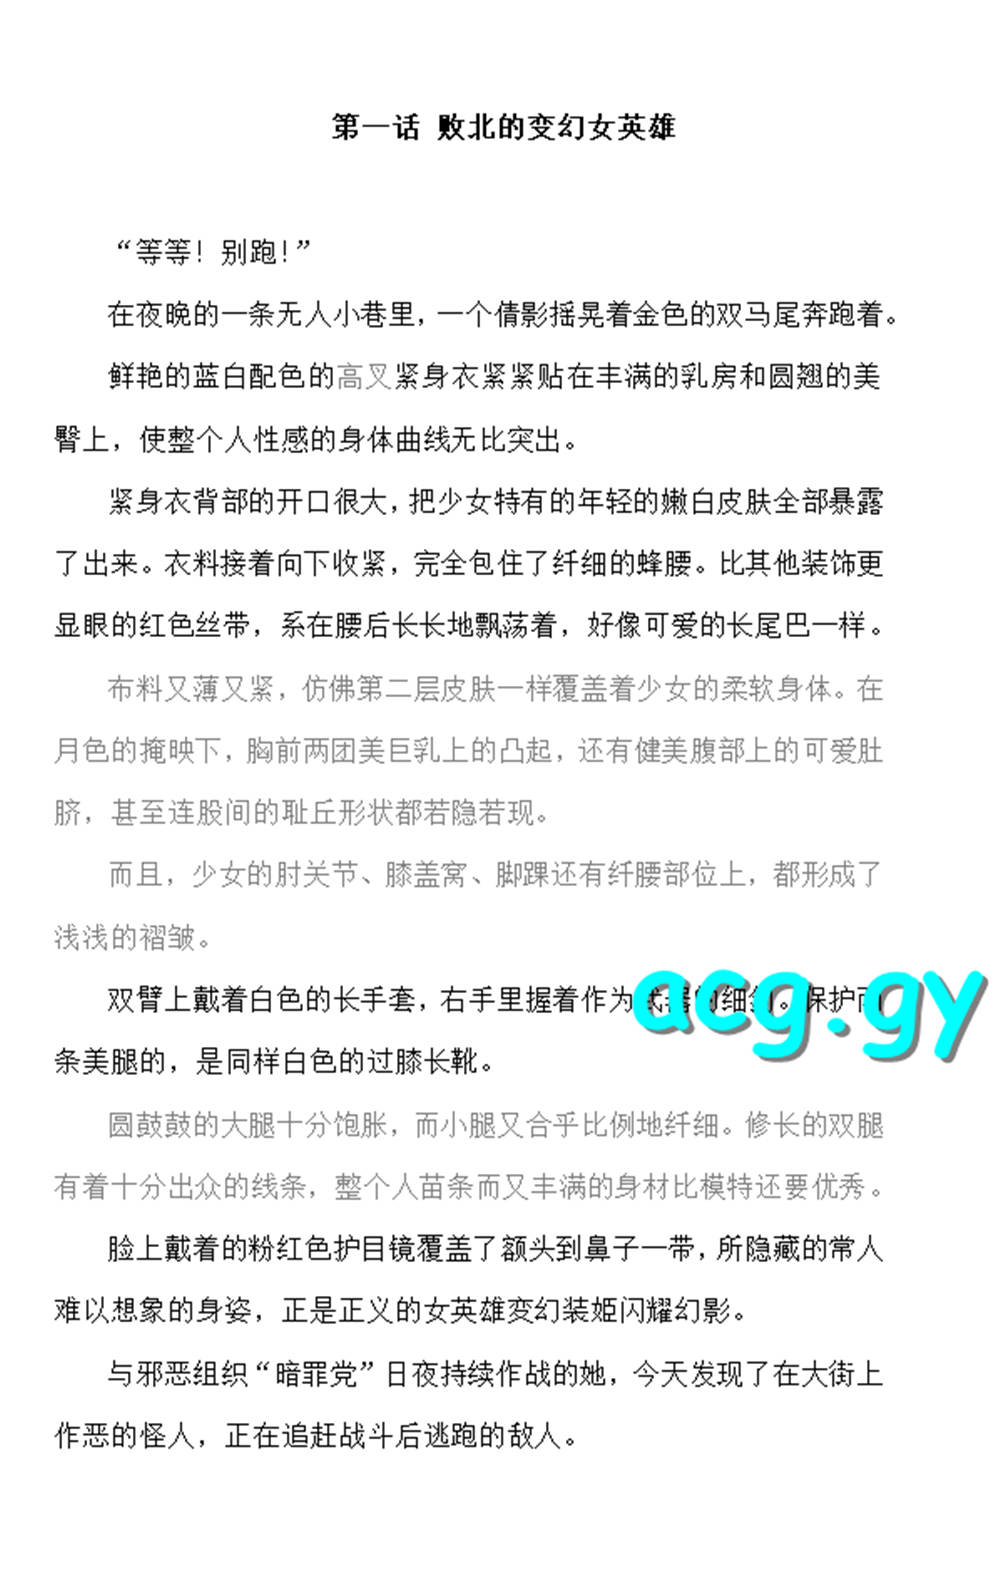 第一话 败北的变幻女英雄
“等等！别跑！”
在夜晚的一条无人小巷里，一个倩影摇晃着金色的双马尾奔跑着。
鲜艳的蓝白配色的高叉紧身衣紧紧贴在丰满的乳房和圆翘的美
臀上，使整个人性感的身体曲线无比突出。
紧身衣背部的开口很大，把少女特有的年轻的嫩白皮肤全部暴露
了出来。衣料接着向下收紧，完全包住了纤细的蜂腰。比其他装饰更
显眼的红色丝带，系在腰后长长地飘荡着，好像可爱的长尾巴一样。
布料又薄又紧，仿佛第二层皮肤一样覆盖着少女的柔软身体。在
月色的掩映下，胸前两团美巨乳上的凸起，还有健美腹部上的可爱肚
脐，甚至连股间的耻丘形状都若隐若现。
而且，少女的肘关节、膝盖窝、脚踝还有纤腰部位上，都形成了
浅浅的褶皱。
双臂上戴着白色的长手套，右手里握着作为的细。保护两
条美腿的，是同样白色的过膝长靴。
圆鼓鼓的大腿十分饱胀，而小腿又合乎比例地纤细。修长的双腿
有着十分出众的线条，整个人苗条而又丰满的身材比模特还要优秀。
脸上戴着的粉红色护目镜覆盖了额头到鼻子一带，所隐藏的常人
难以想象的身姿，正是正义的女英雄变幻装姬闪耀幻影。
与邪恶组织“暗罪党”日夜持续作战的她，今天发现了在大街上
作恶的怪人，正在追赶战斗后逃跑的敌人。
acg.gy